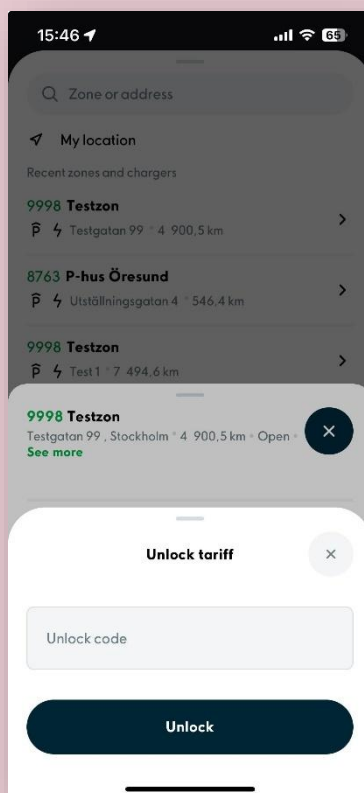 15:46
65
Zone or address
My location
Recent zones and chargers
9998 Testzon
Testgatan 99 • 4 900,5 km
8763 P-hus Öresund
Utställningsgatan 4 • 546,4 km
9998 Testzon
Test 1 • 7 494,6 km
9998 Testzon
Testgatan 99 , Stockholm • 4 900,5 km • Open •
See more
Unlock tariff
Unlock code
Unlock